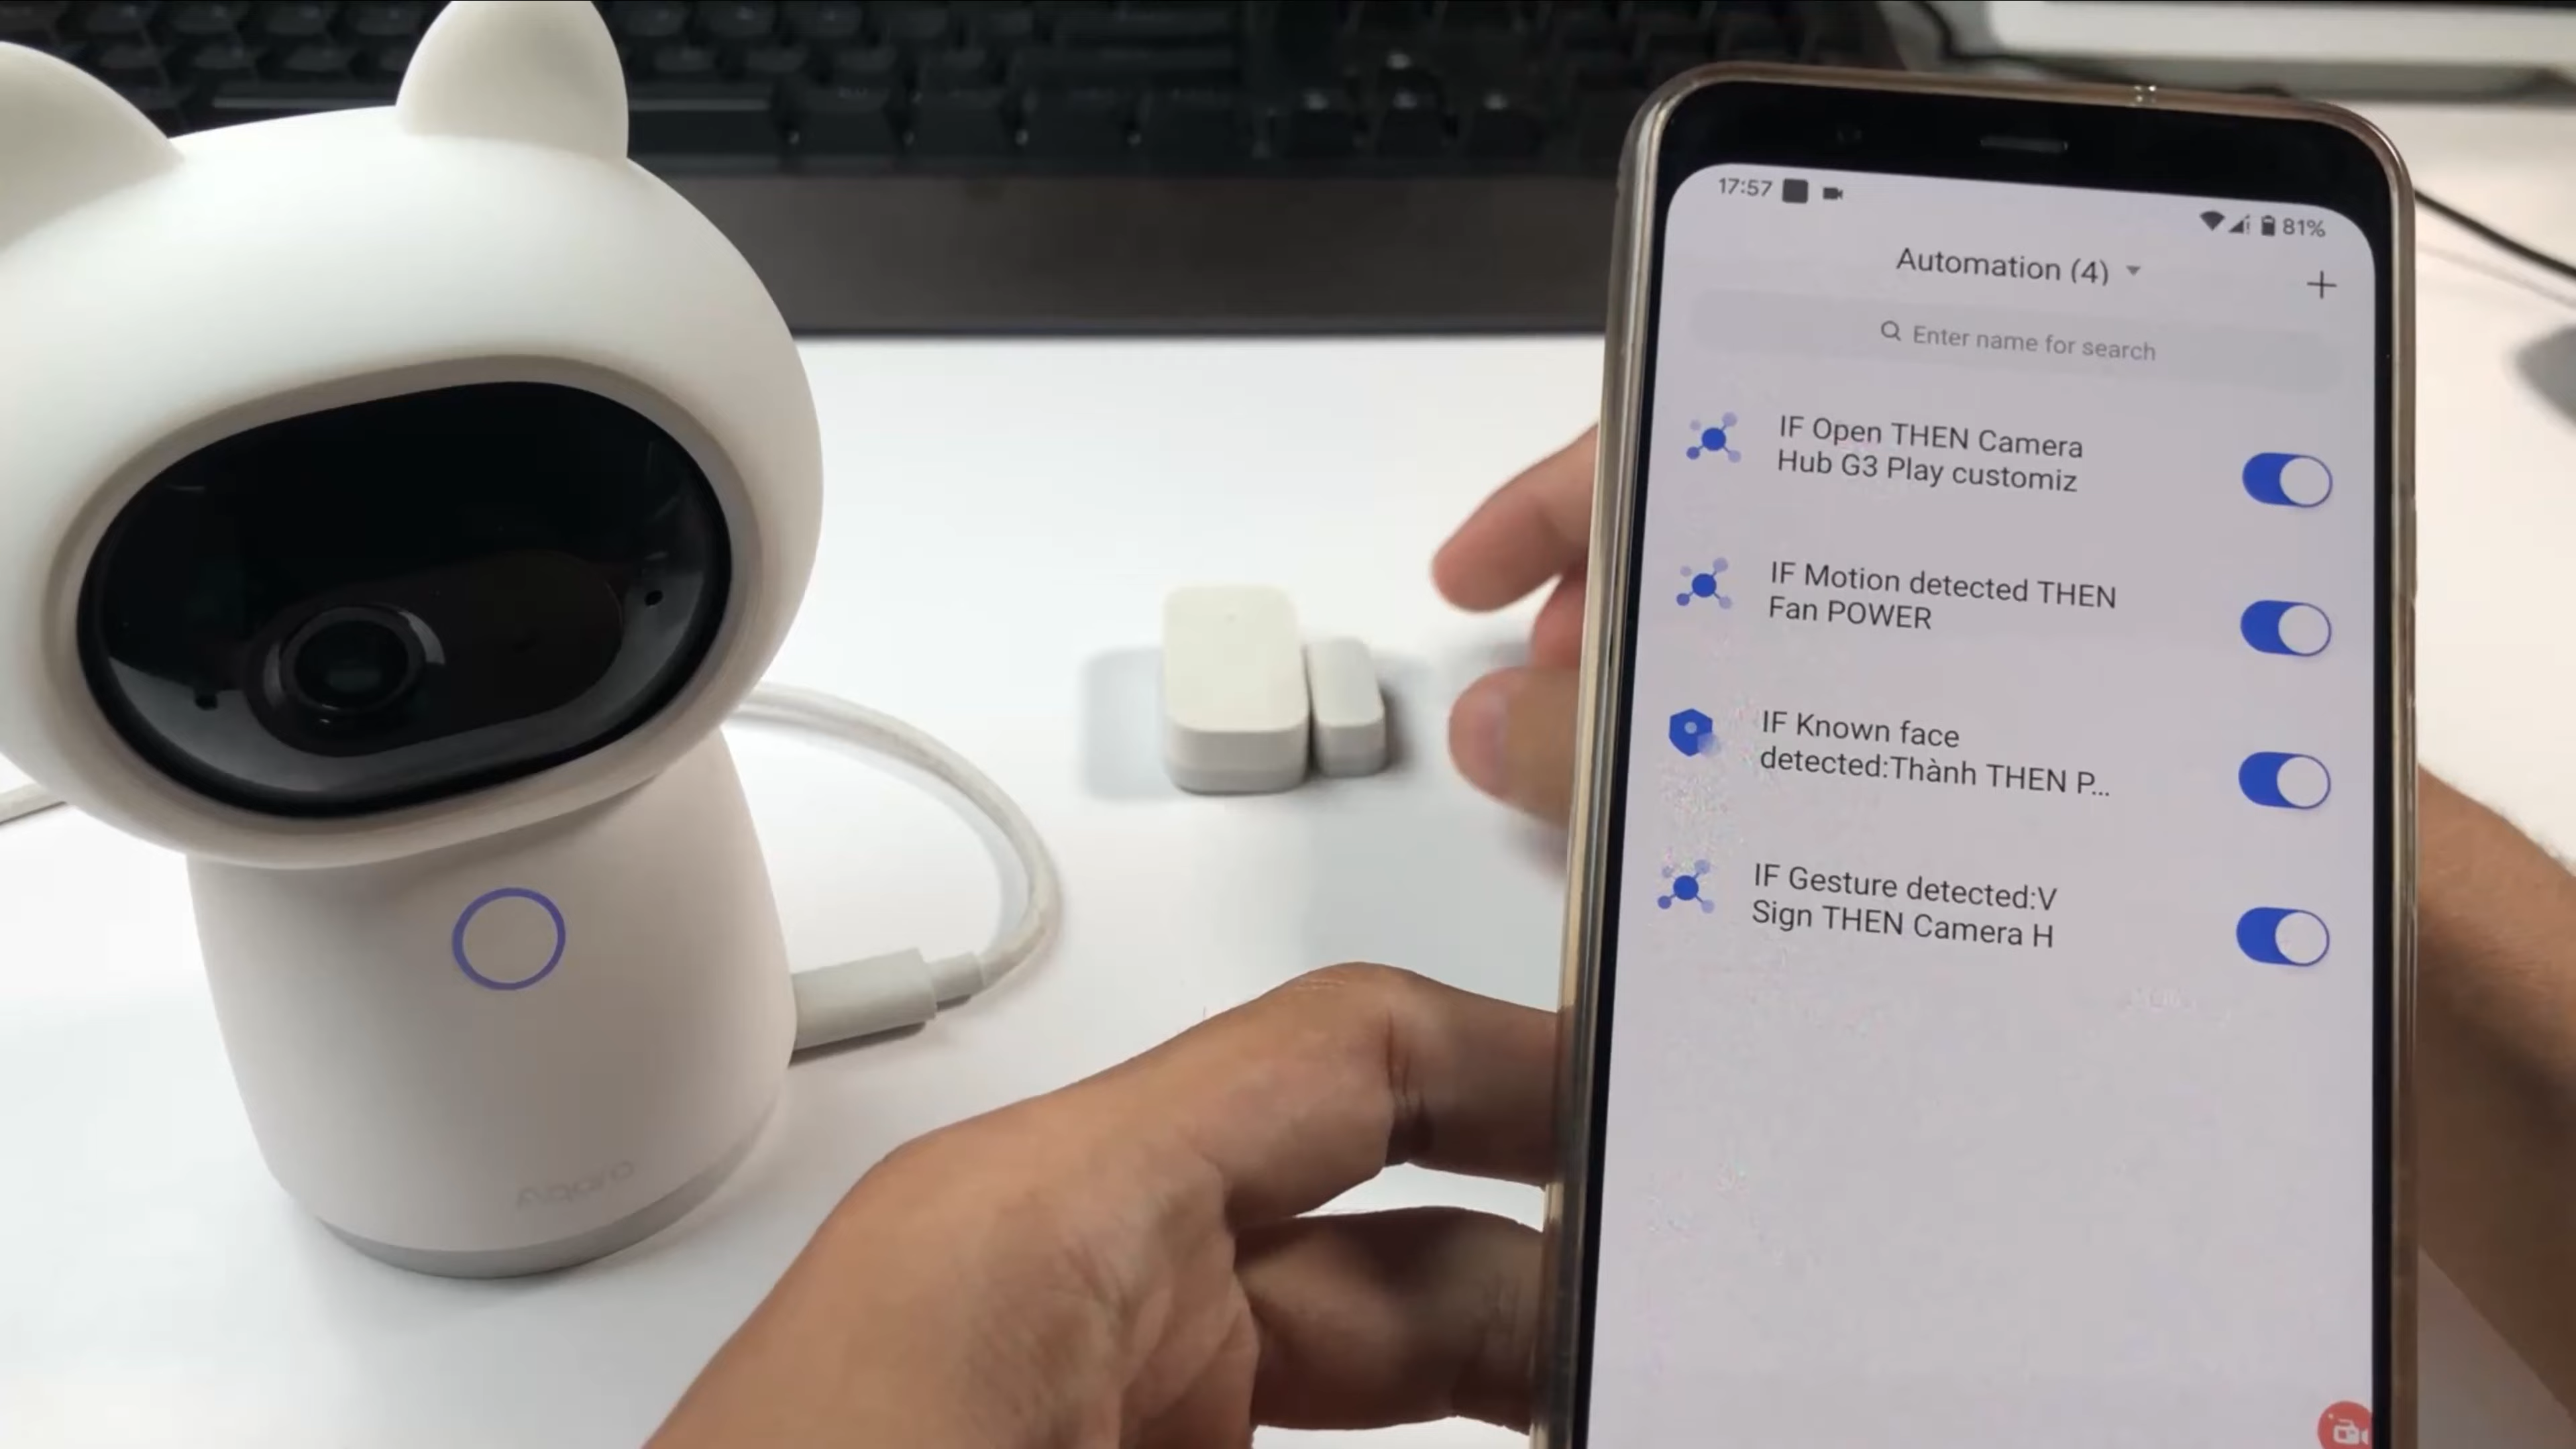 17:57
81%
Automation (4)
Enter name for search
IF Open THEN Camera
Hub G3 Play customiz
IF Motion detected THEN
Fan POWER
IF Known face
detected:Thành THEN P...
IF Gesture detected:V
Sign THEN Camera H
Aqara